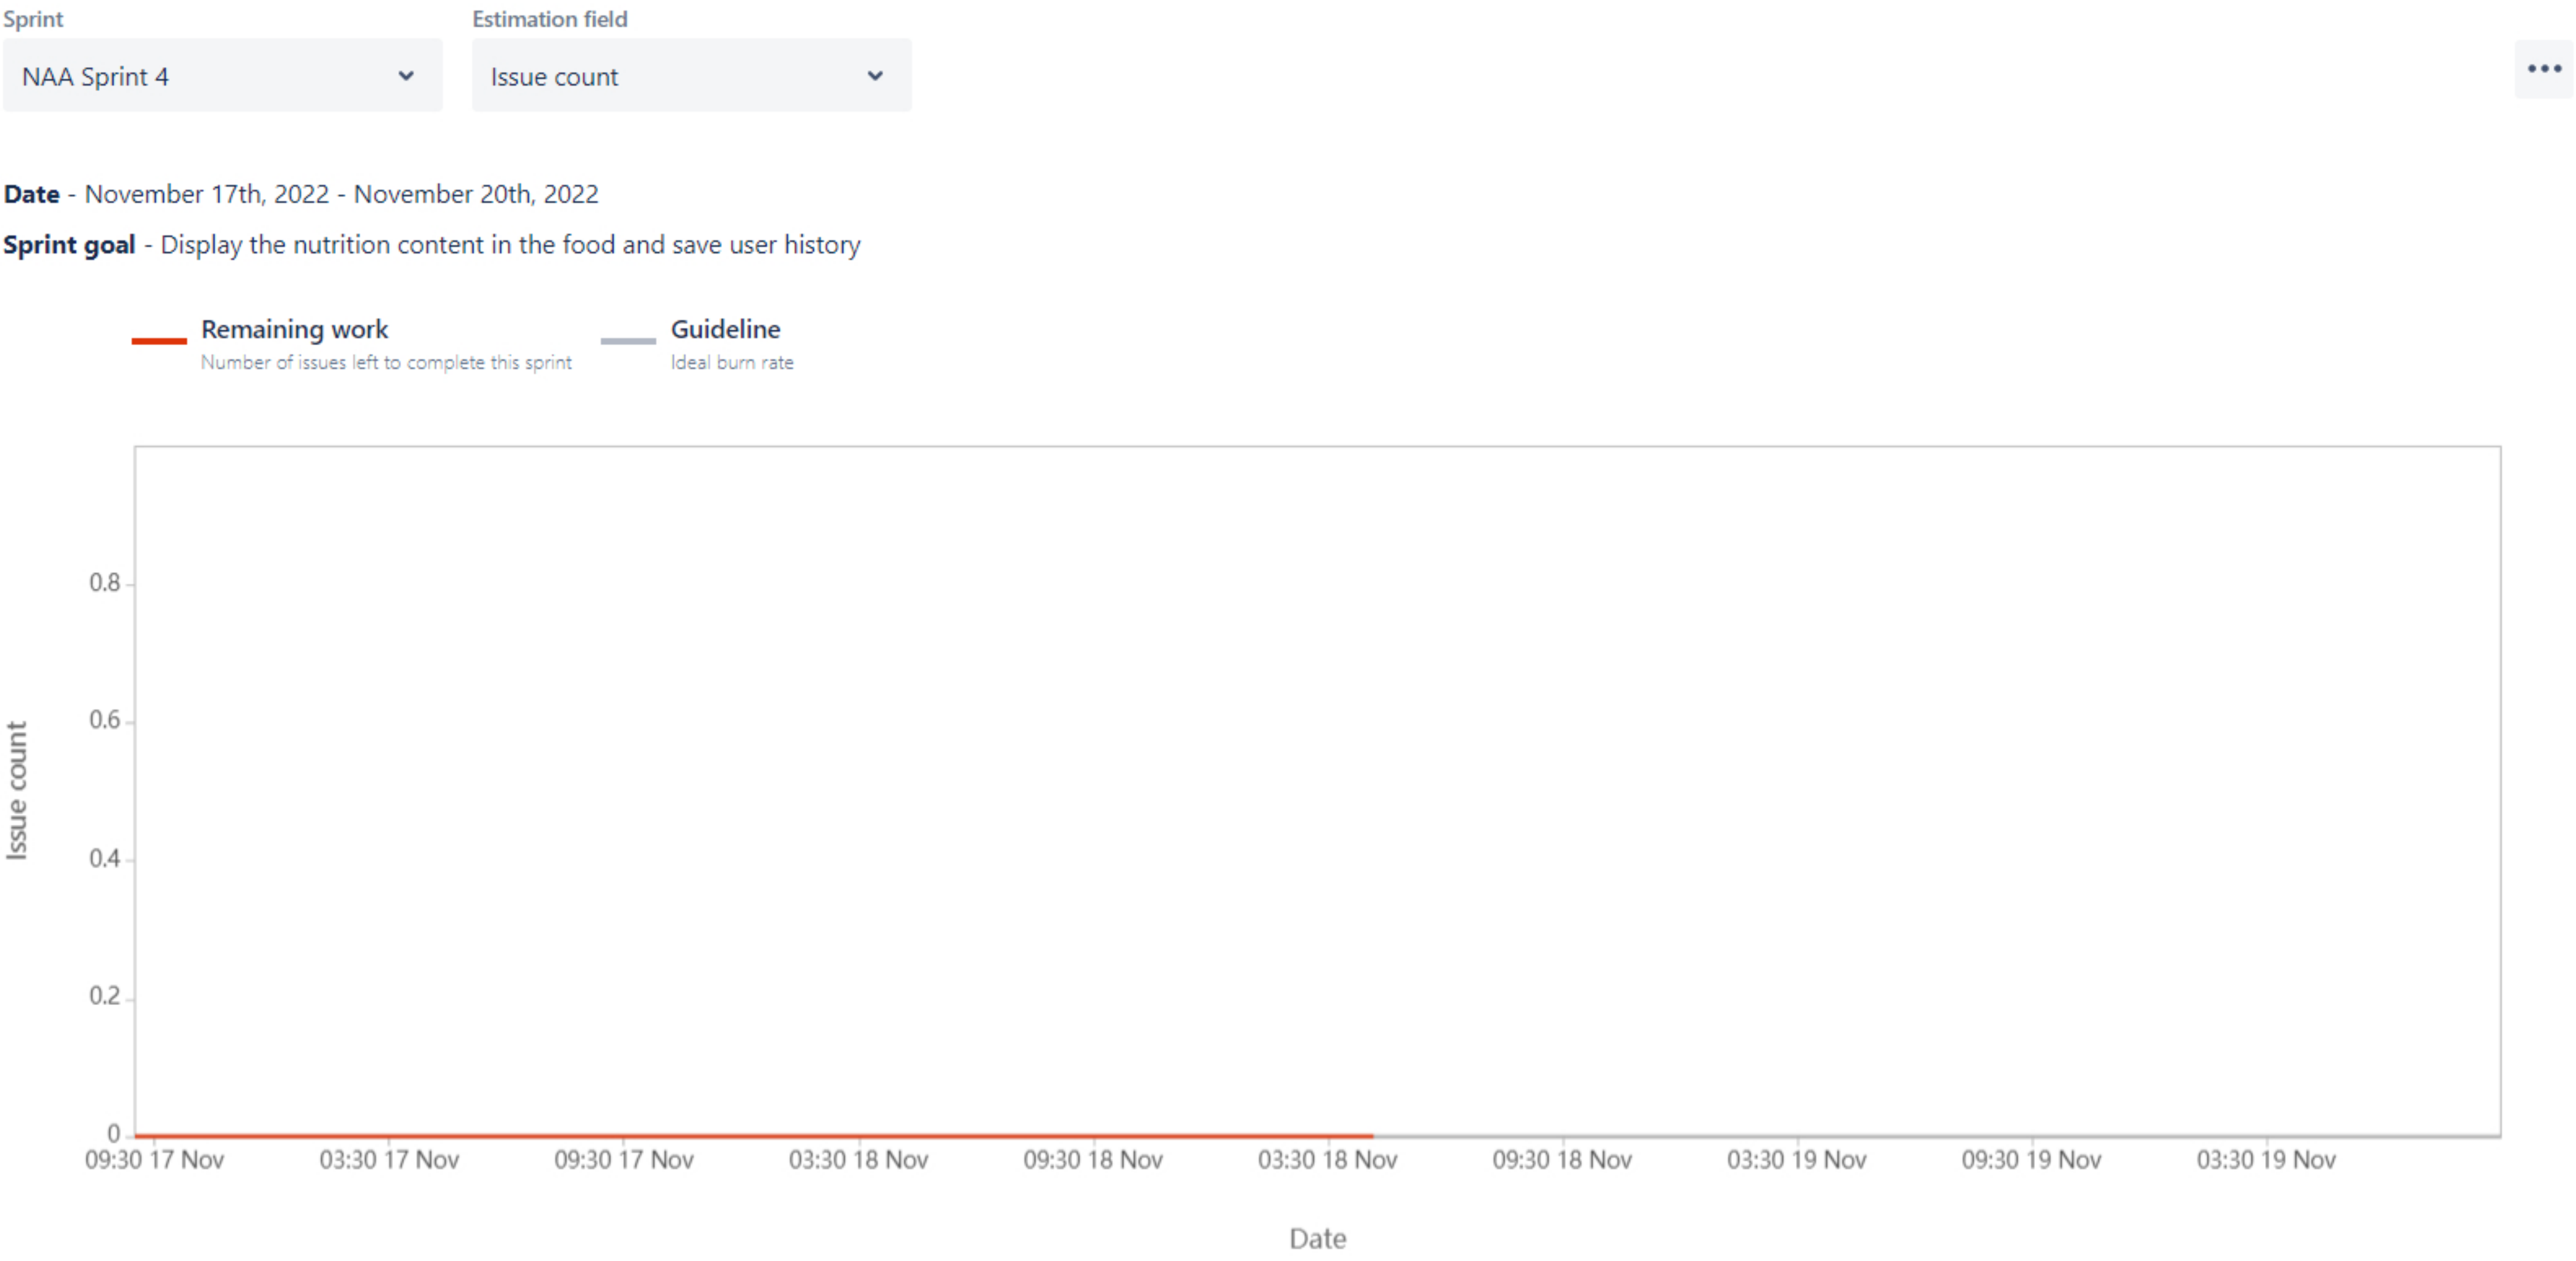 Sprint
Estimation field
NAA Sprint 4
Issue count
Date - November 17th, 2022 - November 20th, 2022
Sprint goal - Display the nutrition content in the food and save user history
Remaining work
Number of issues left to complete this sprint
Guideline
Ideal burn rate
Issue count
0.8
0.6
0.4
0.2
0
09:30 17 Nov
03:30 17 Nov
09:30 17 Nov
03:30 18 Nov
09:30 18 Nov
03:30 18 Nov
09:30 18 Nov
03:30 19 Nov
09:30 19 Nov
03:30 19 Nov
Date